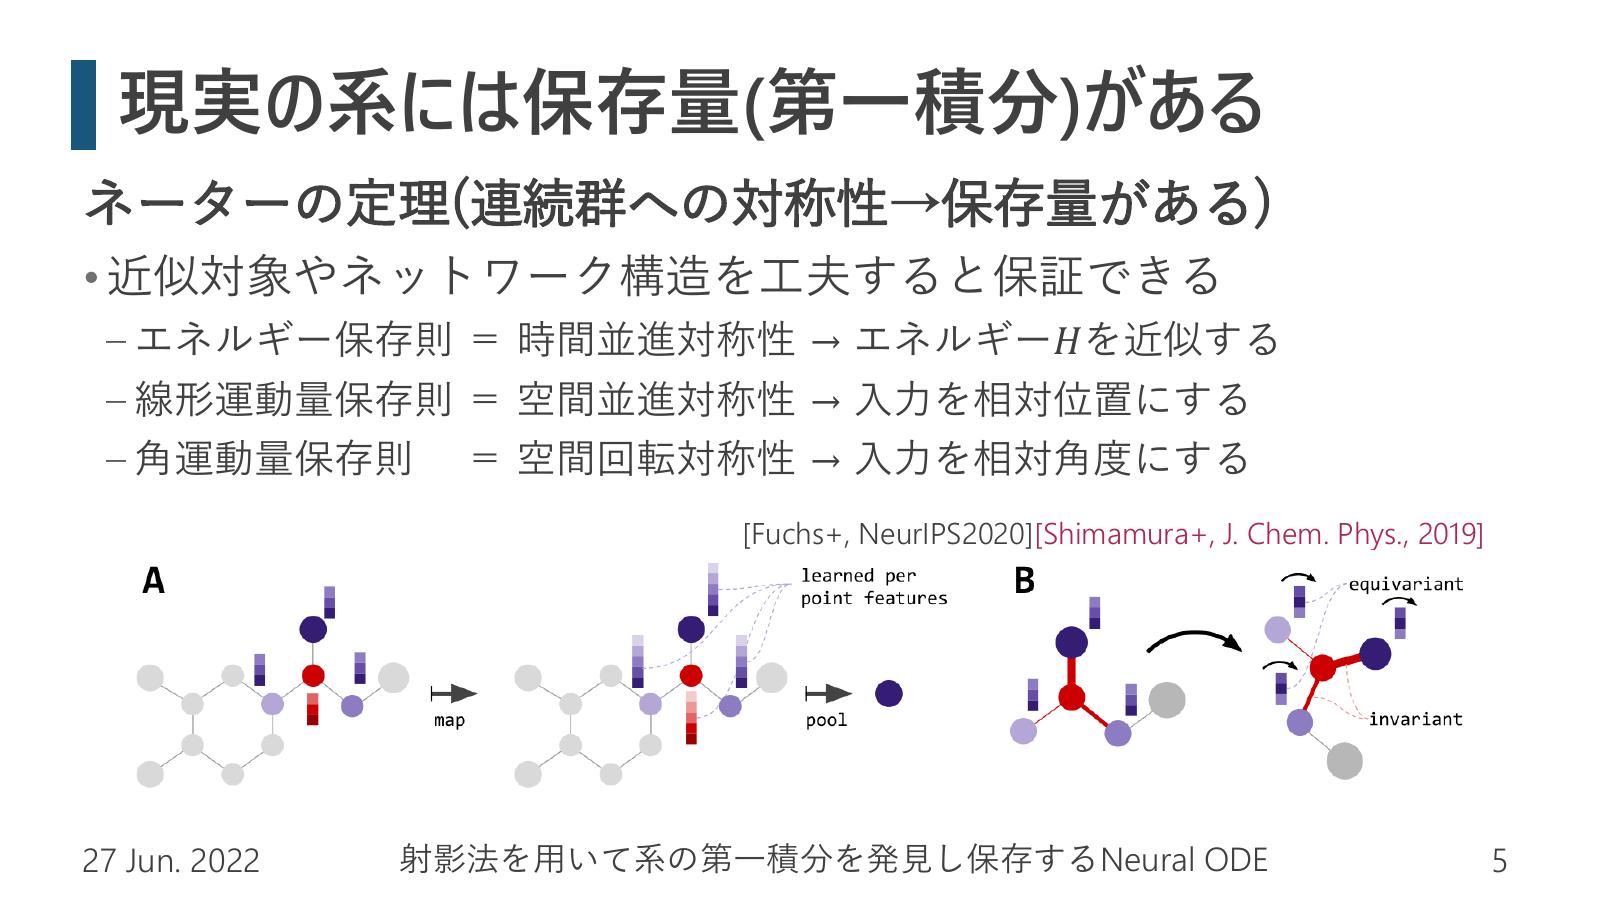 現実の系には保存量(第一積分)がある
ネーターの定理(連続群への対称性→保存量がある)
•近似対象やネットワーク構造を工夫すると保証できる
–エネルギー保存則 ＝ 時間並進対称性 → エネルギーHを近似する
–線形運動量保存則 ＝ 空間並進対称性 → 入力を相対位置にする
–角運動量保存則 ＝ 空間回転対称性 → 入力を相対角度にする
[Fuchs+, NeurIPS2020][Shimamura+, J. Chem. Phys., 2019]
A
learned per
point features
map
pool
B
equivariant
invariant
27 Jun. 2022
射影法を用いて系の第一積分を発見し保存するNeural ODE
5